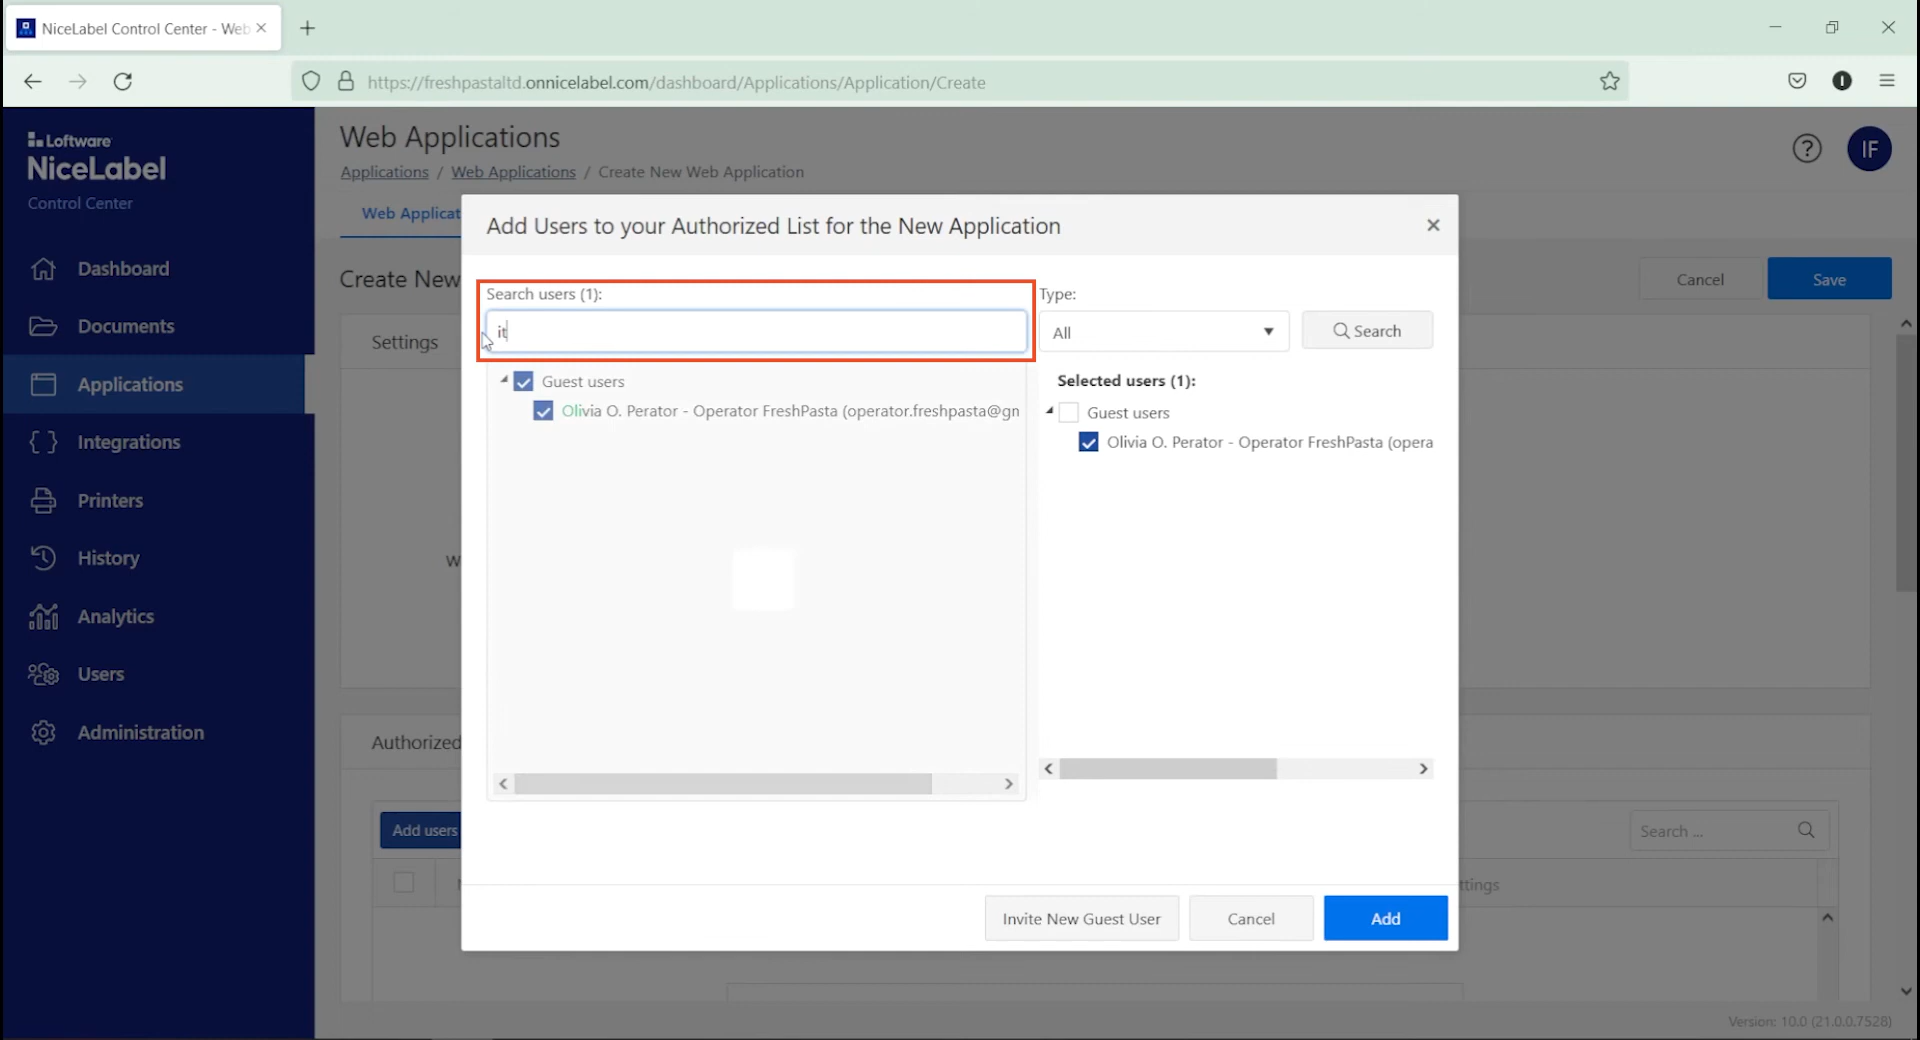 NiceLabel Control Center - Web
https://freshpastaltd.onnicelabel.com/dashboard/Applications/Application/Create
Loftware
NiceLabel
Control Center
Dashboard
Documents
Applications
Integrations
Printers
History
Analytics
Users
Administration
Web Applications
Applications / Web Applications / Create New Web Application
IF
Web Applicat
Create New
Cancel
Save
Settings
W
Authorized
Add users
Search ...
ttings
Add Users to your Authorized List for the New Application
Search users (1):
it
Type:
All
Search
Guest users
Olivia O. Perator - Operator FreshPasta (operator.freshpasta@gn
Selected users (1):
Guest users
Olivia O. Perator - Operator FreshPasta (opera
Invite New Guest User
Cancel
Add
Version: 10.0 (21.0.0.7528)